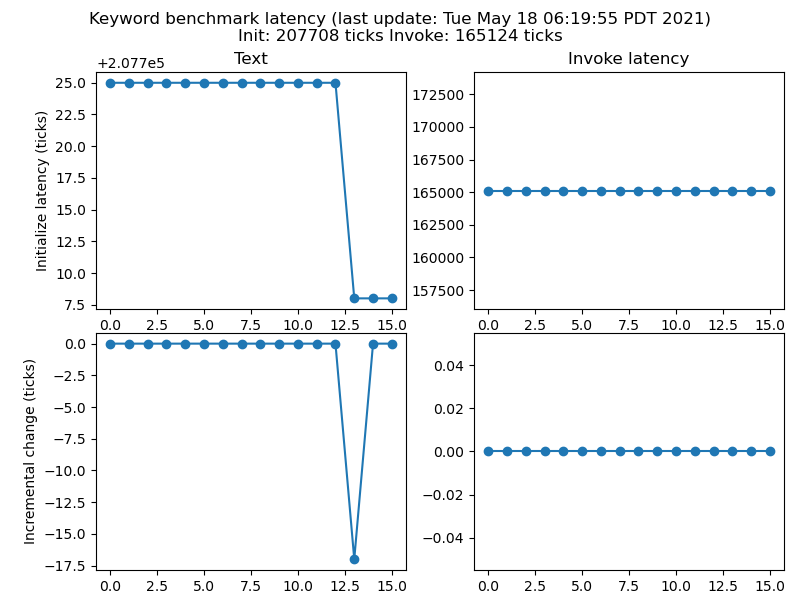 Keyword benchmark latency (last update: Tue May 18 06:19:55 PDT 2021)
Init: 207708 ticks Invoke: 165124 ticks
Text
+2.077e5
Initialize latency (ticks)
25.0
22.5
20.0
17.5
15.0
12.5
10.0
7.5
0.0 2.5 5.0 7.5 10.0 12.5 15.0
Invoke latency
172500
170000
167500
165000
162500
160000
157500
0.0 2.5 5.0 7.5 10.0 12.5 15.0
Incremental change (ticks)
0.0
−2.5
−5.0
−7.5
−10.0
−12.5
−15.0
−17.5
0.0 2.5 5.0 7.5 10.0 12.5 15.0
0.04
0.02
0.00
−0.02
−0.04
0.0 2.5 5.0 7.5 10.0 12.5 15.0